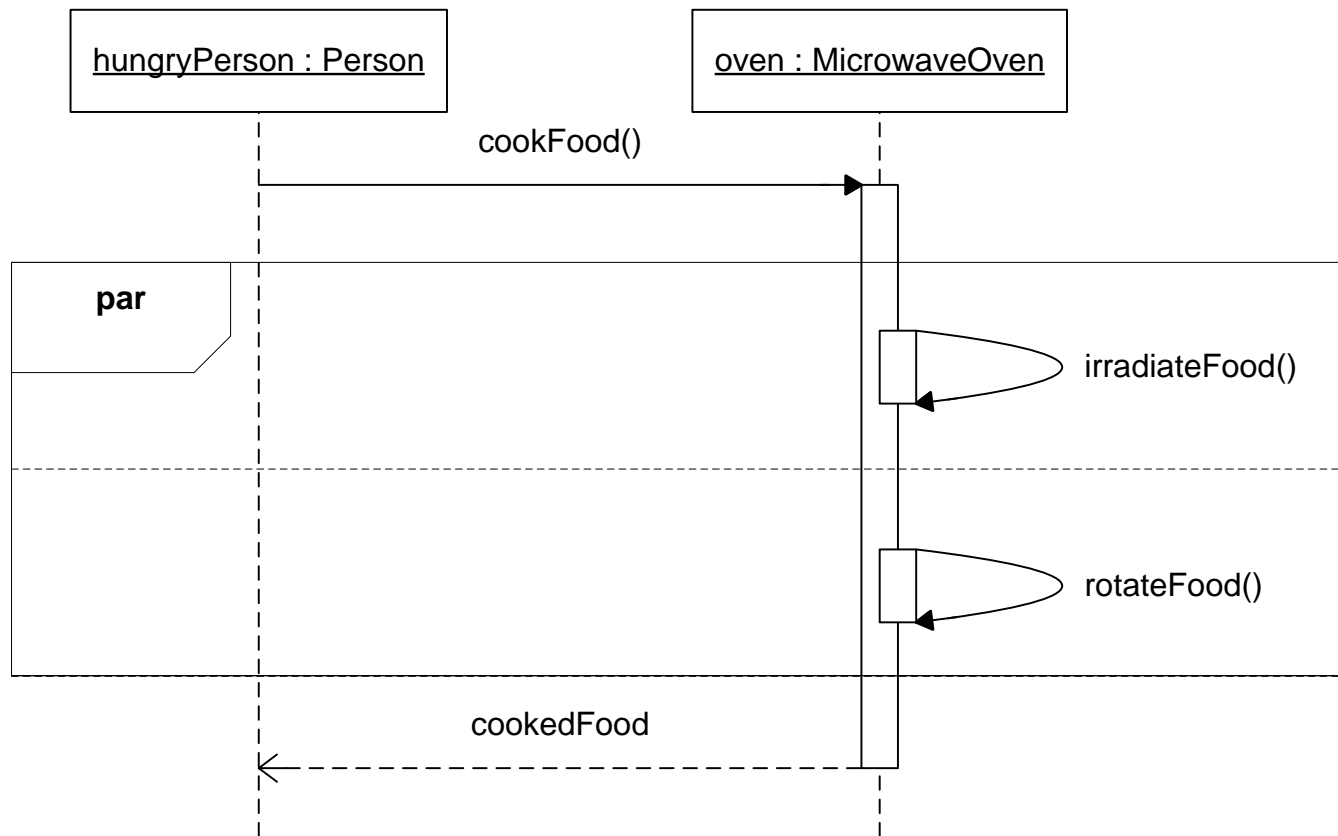 hungryPerson : Person
oven : MicrowaveOven
cookFood()
par
irradiateFood()
rotateFood()
cookedFood